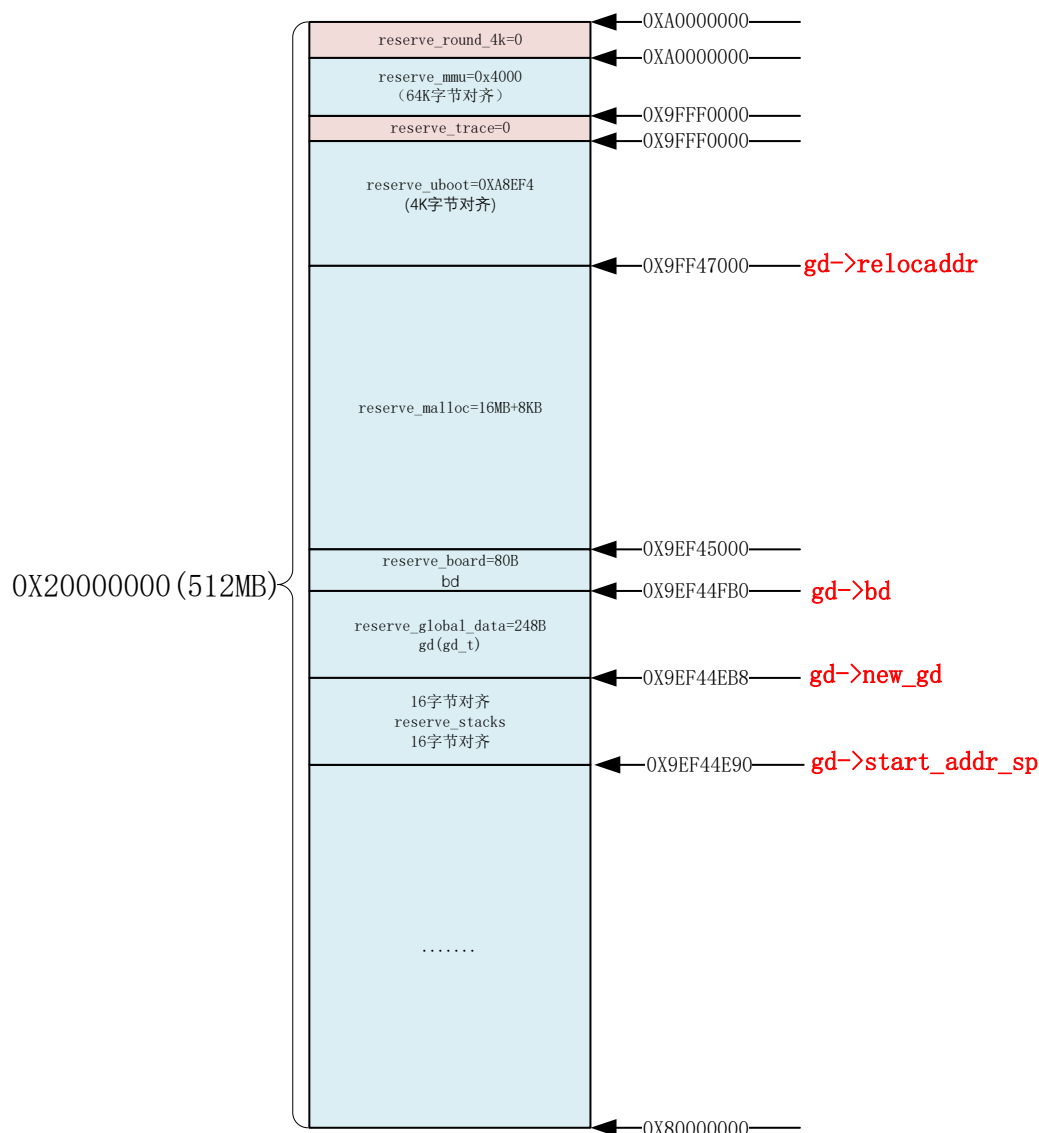 0XA0000000
reserve_round_4k=0
0XA0000000
reserve_mmu=0x4000
（64K字节对齐）
0X9FFF0000
reserve_trace=0
0X9FFF0000
reserve_uboot=0XA8EF4
(4K字节对齐)
0X9FF47000
gd->relocaddr
reserve_malloc=16MB+8KB
0X9EF45000
reserve_board=80B
bd
0X20000000(512MB)
0X9EF44FB0
gd->bd
reserve_global_data=248B
gd(gd_t)
0X9EF44EB8
gd->new_gd
16字节对齐
reserve_stacks
16字节对齐
0X9EF44E90
gd->start_addr_sp
.......
0X80000000